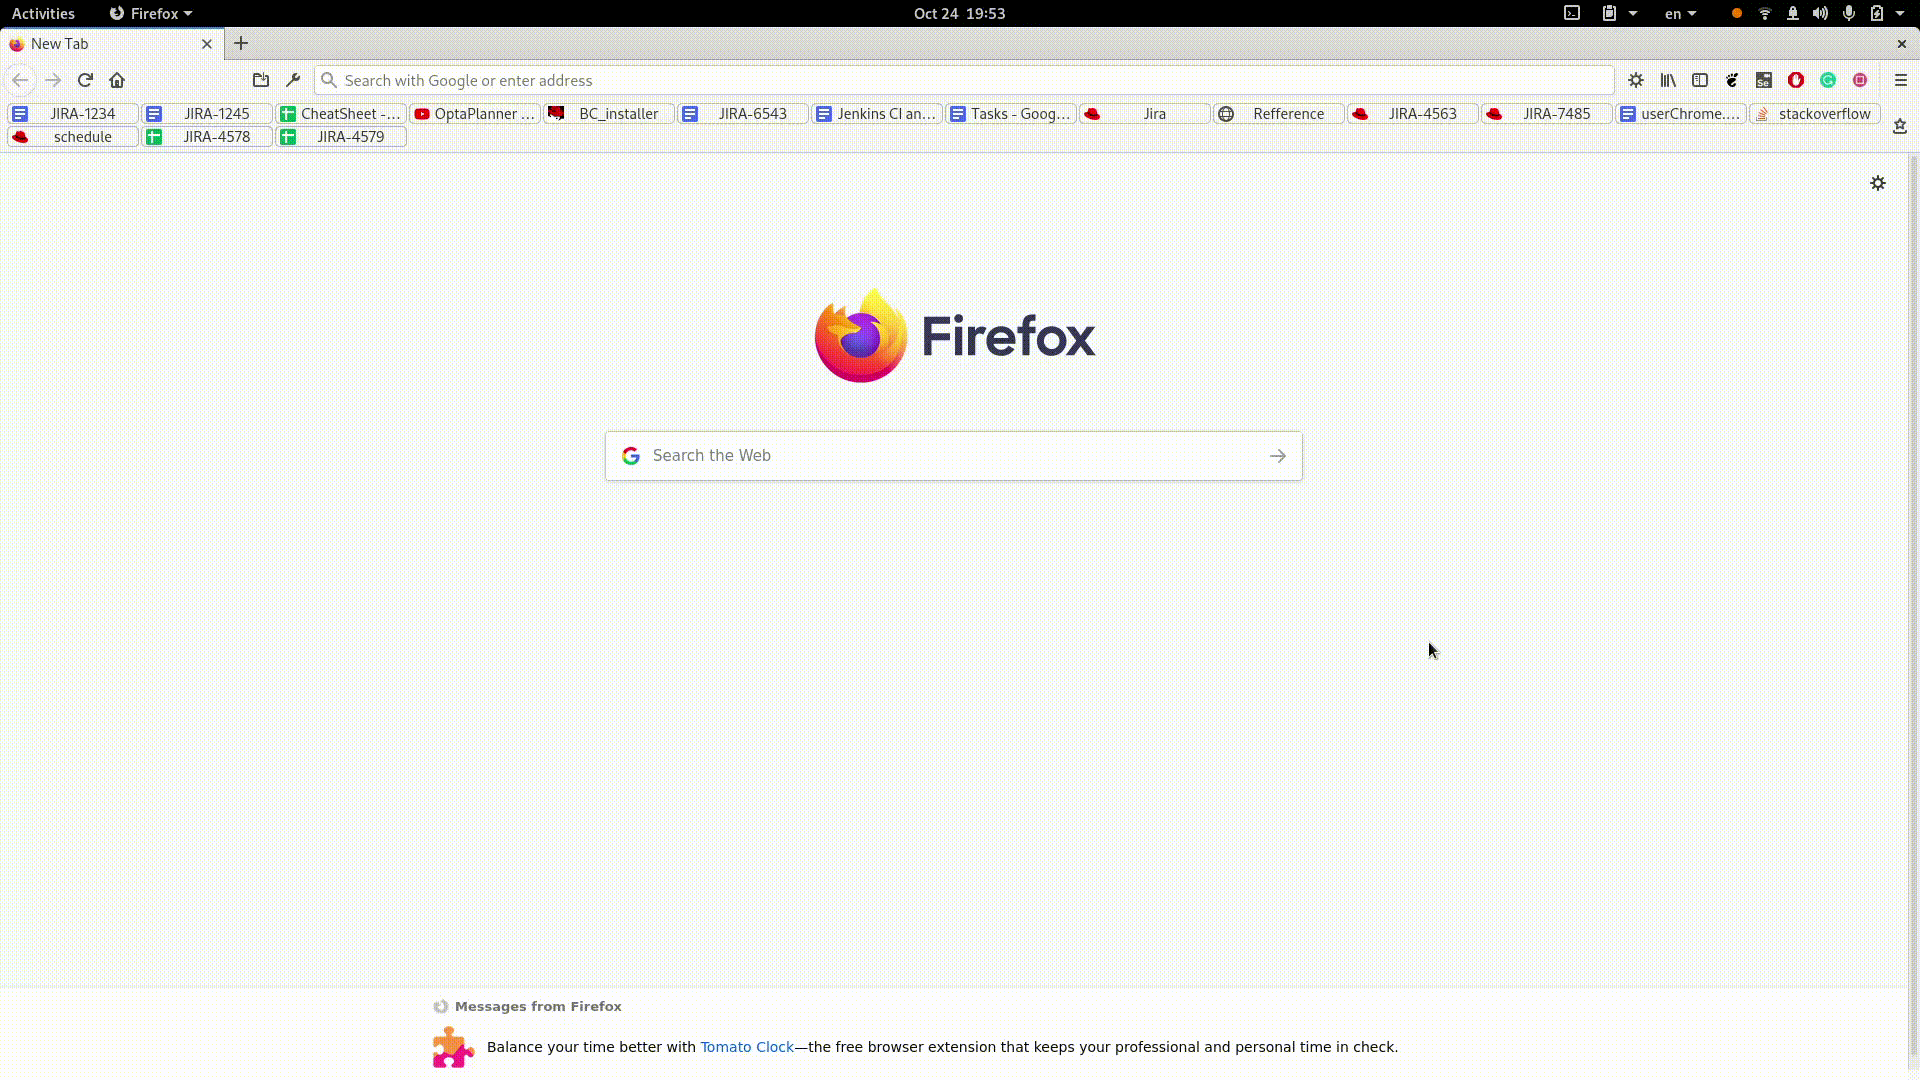 Activities Firefox Oct 24 19:53 en
New Tab
Search with Google or enter address
JIRA-1234 JIRA-1245 CheatSheet -... OptaPlanner ... BC_installer JIRA-6543 Jenkins CI an... Tasks - Goog... Jira Refference JIRA-4563 JIRA-7485 userChrome.... stackoverflow
schedule JIRA-4578 JIRA-4579
Firefox
Search the Web
Messages from Firefox
Balance your time better with Tomato Clock—the free browser extension that keeps your professional and personal time in check.